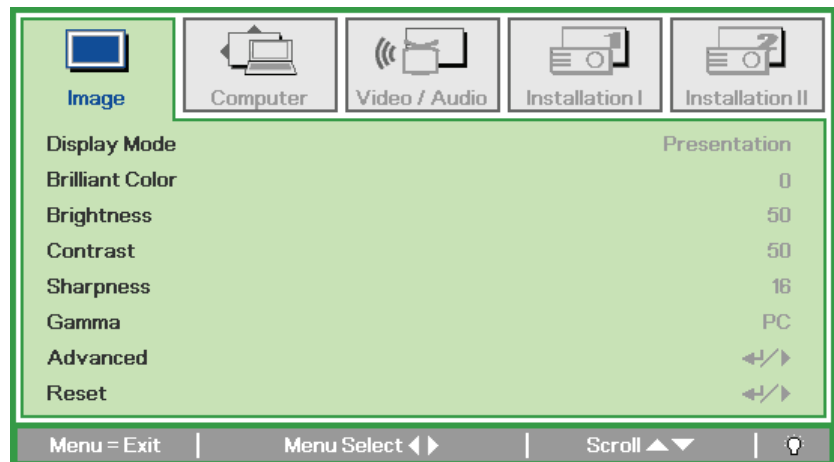 Image Computer Video / Audio Installation I Installation II
Display Mode Presentation
Brilliant Color 0
Brightness 50
Contrast 50
Sharpness 16
Gamma PC
Advanced ↵/▶
Reset ↵/▶
Menu = Exit | Menu Select ◀▶ | Scroll ▲▼ |